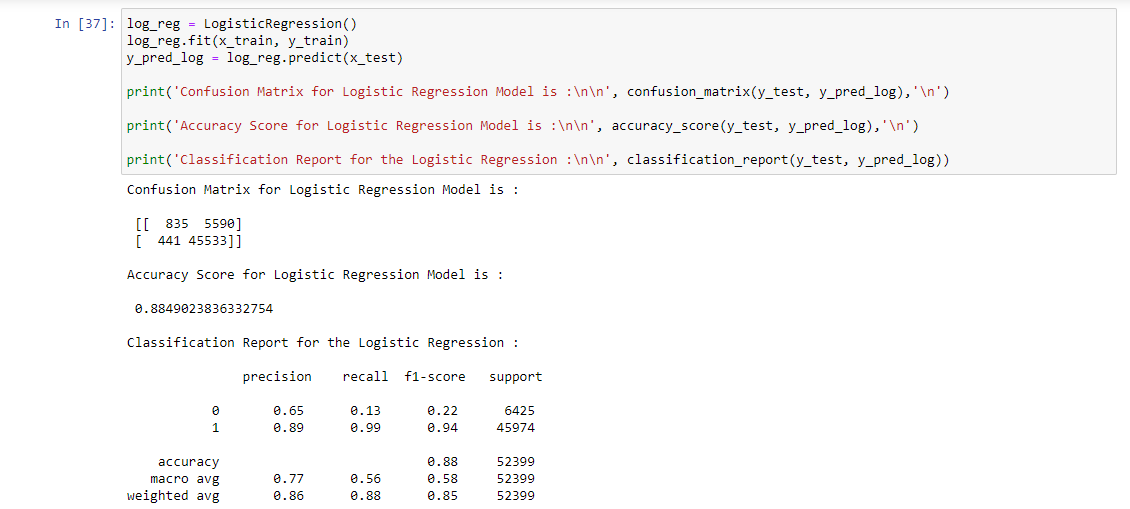 In [37]: log_reg = LogisticRegression()
log_reg.fit(x_train, y_train)
y_pred_log = log_reg.predict(x_test)
print('Confusion Matrix for Logistic Regression Model is :\n\n', confusion_matrix(y_test, y_pred_log),'\n')
print('Accuracy Score for Logistic Regression Model is :\n\n', accuracy_score(y_test, y_pred_log),'\n')
print('Classification Report for the Logistic Regression :\n\n', classification_report(y_test, y_pred_log))
Confusion Matrix for Logistic Regression Model is :
[[  835  5590]
[  441 45533]]
Accuracy Score for Logistic Regression Model is :
0.8849023836332754
Classification Report for the Logistic Regression :
precision    recall  f1-score   support
0       0.65      0.13      0.22      6425
1       0.89      0.99      0.94     45974
accuracy                           0.88     52399
macro avg       0.77      0.56      0.58     52399
weighted avg       0.86      0.88      0.85     52399